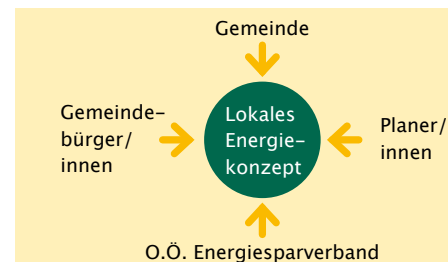 Gemeinde
Gemeinde-
bürger/
innen
Lokales
Energie-
konzept
Planer/
innen
O.Ö. Energiesparverband